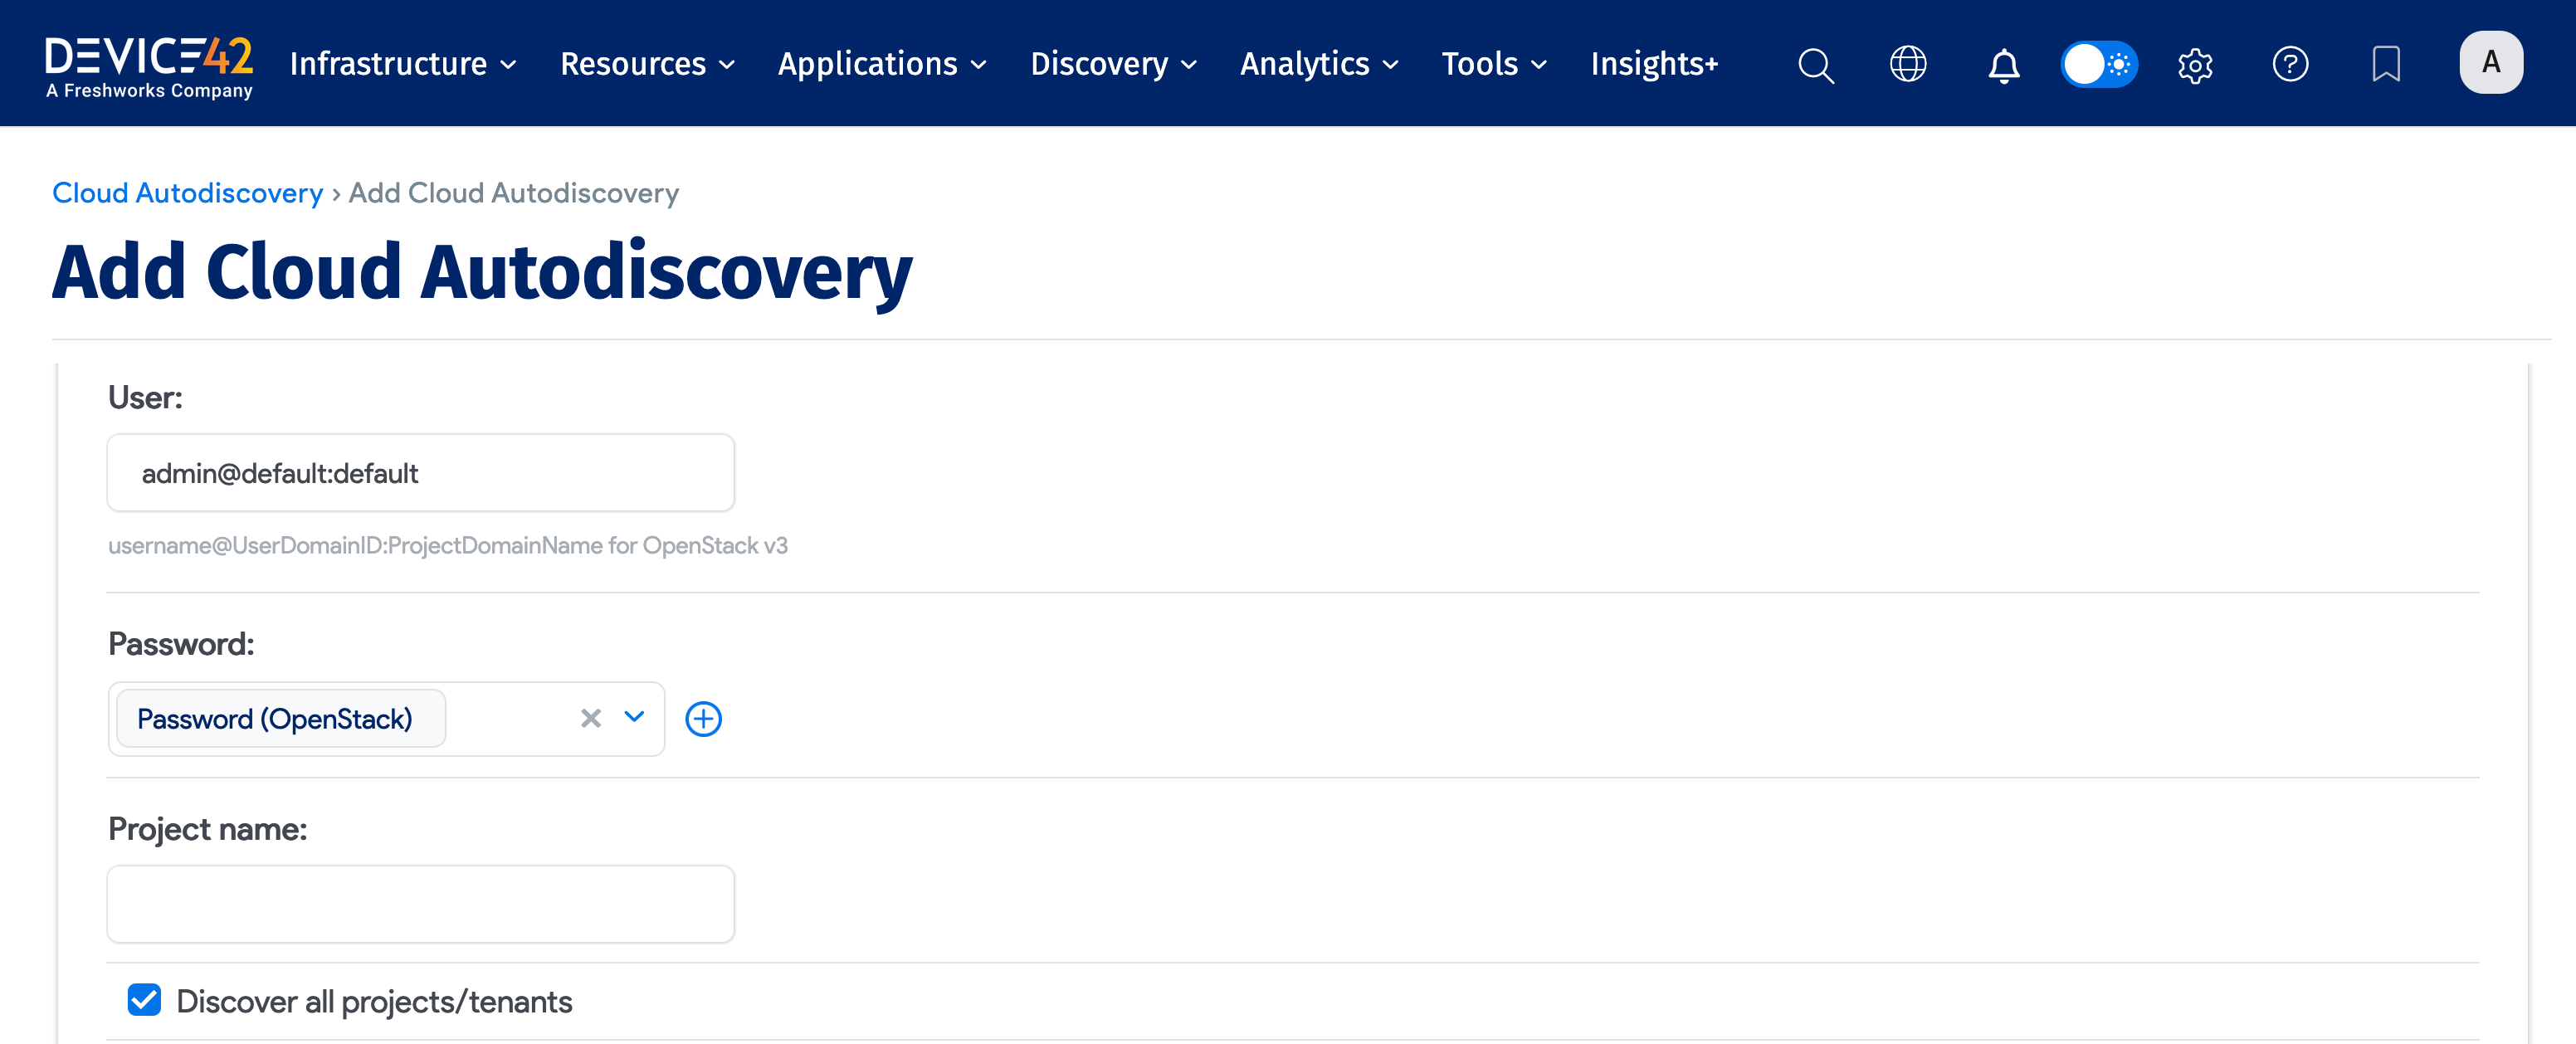 DEVICE42
A Freshworks Company
Infrastructure Resources Applications Discovery Analytics Tools Insights+
A
Cloud Autodiscovery › Add Cloud Autodiscovery
Add Cloud Autodiscovery
User:
admin@default:default
username@UserDomainID:ProjectDomainName for OpenStack v3
Password:
Password (OpenStack)
Project name:
Discover all projects/tenants